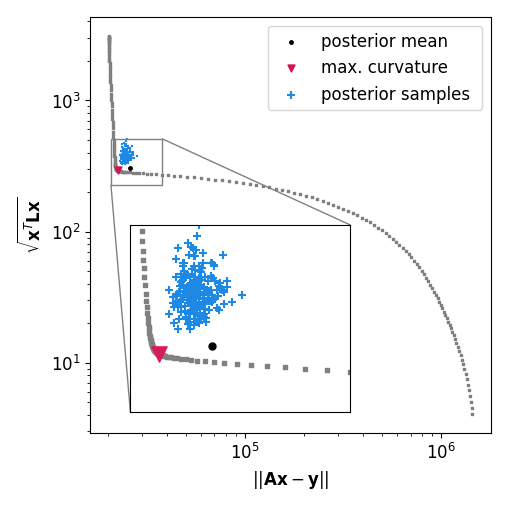 posterior mean
max. curvature
posterior samples
10³
10²
10¹
√xᵀLx
10⁵
10⁶
||Ax − y||